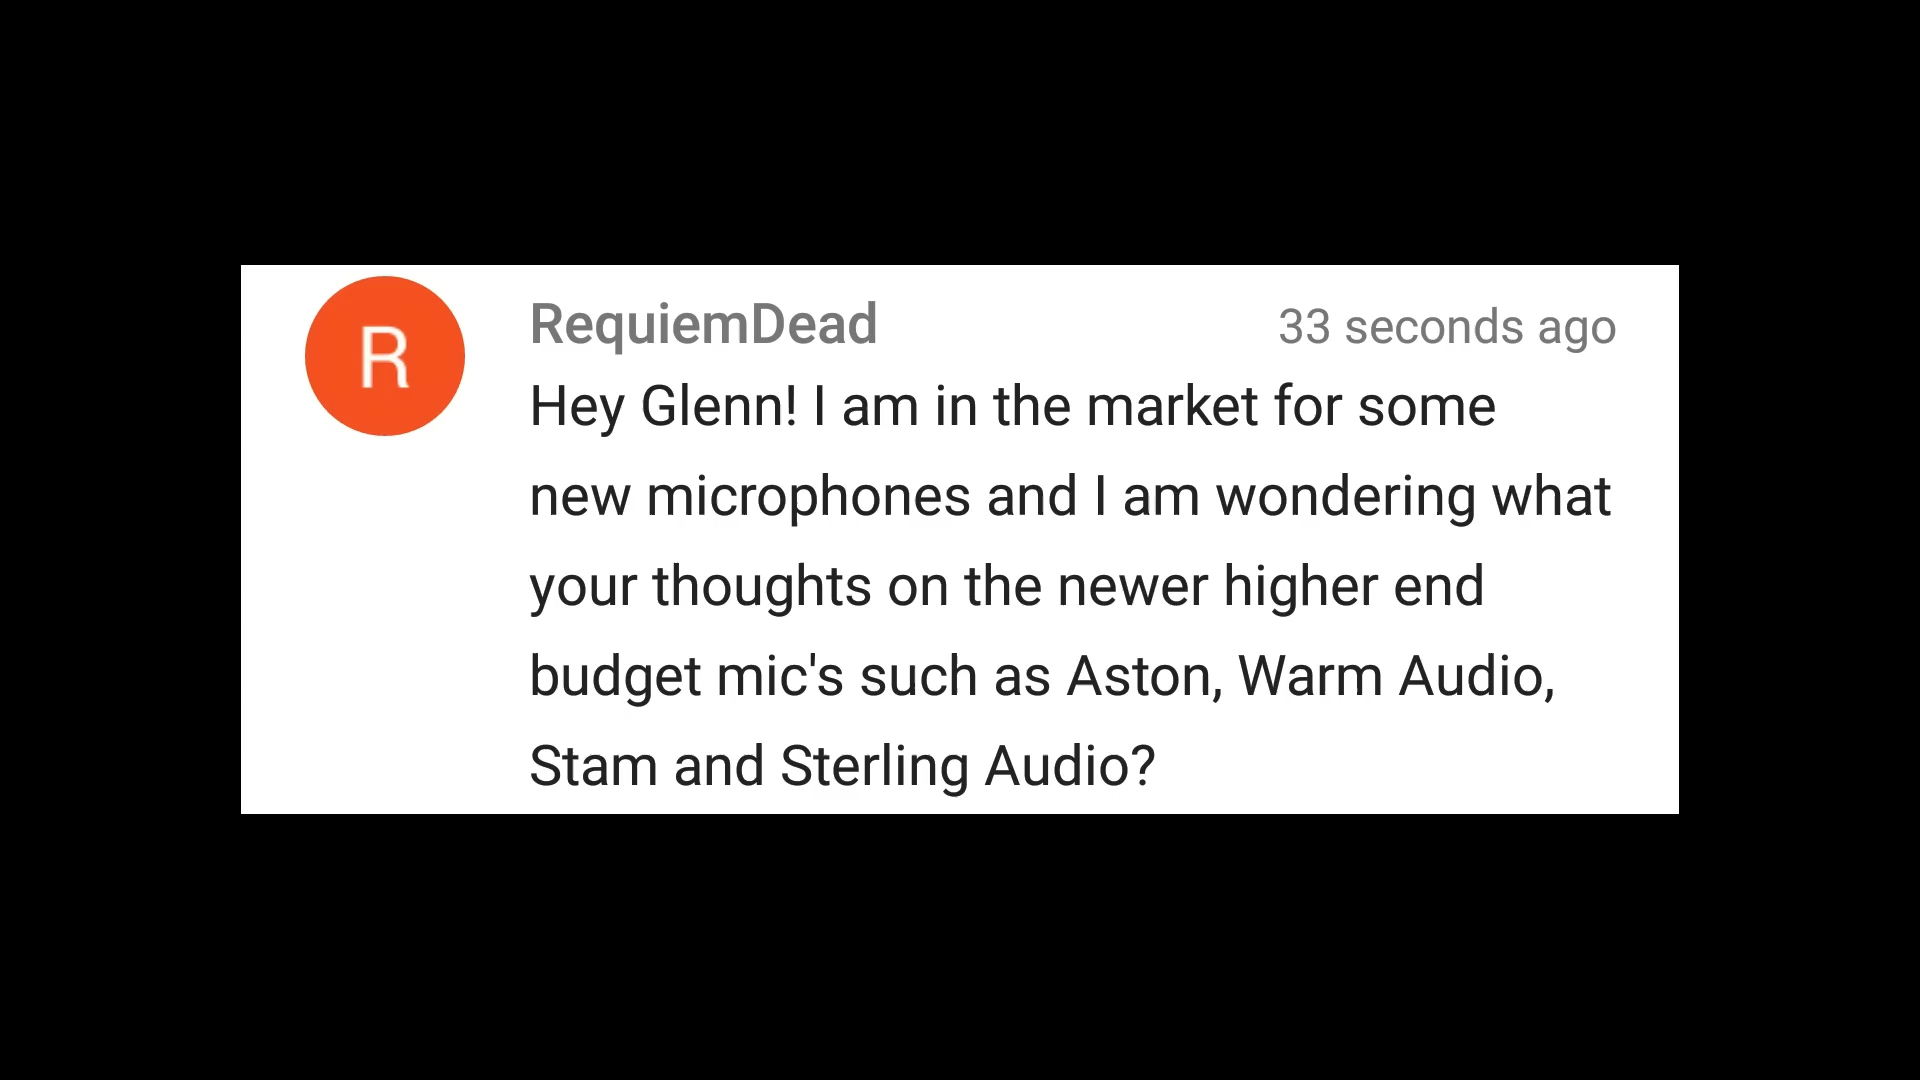 R
RequiemDead 33 seconds ago
Hey Glenn! I am in the market for some
new microphones and I am wondering what
your thoughts on the newer higher end
budget mic's such as Aston, Warm Audio,
Stam and Sterling Audio?